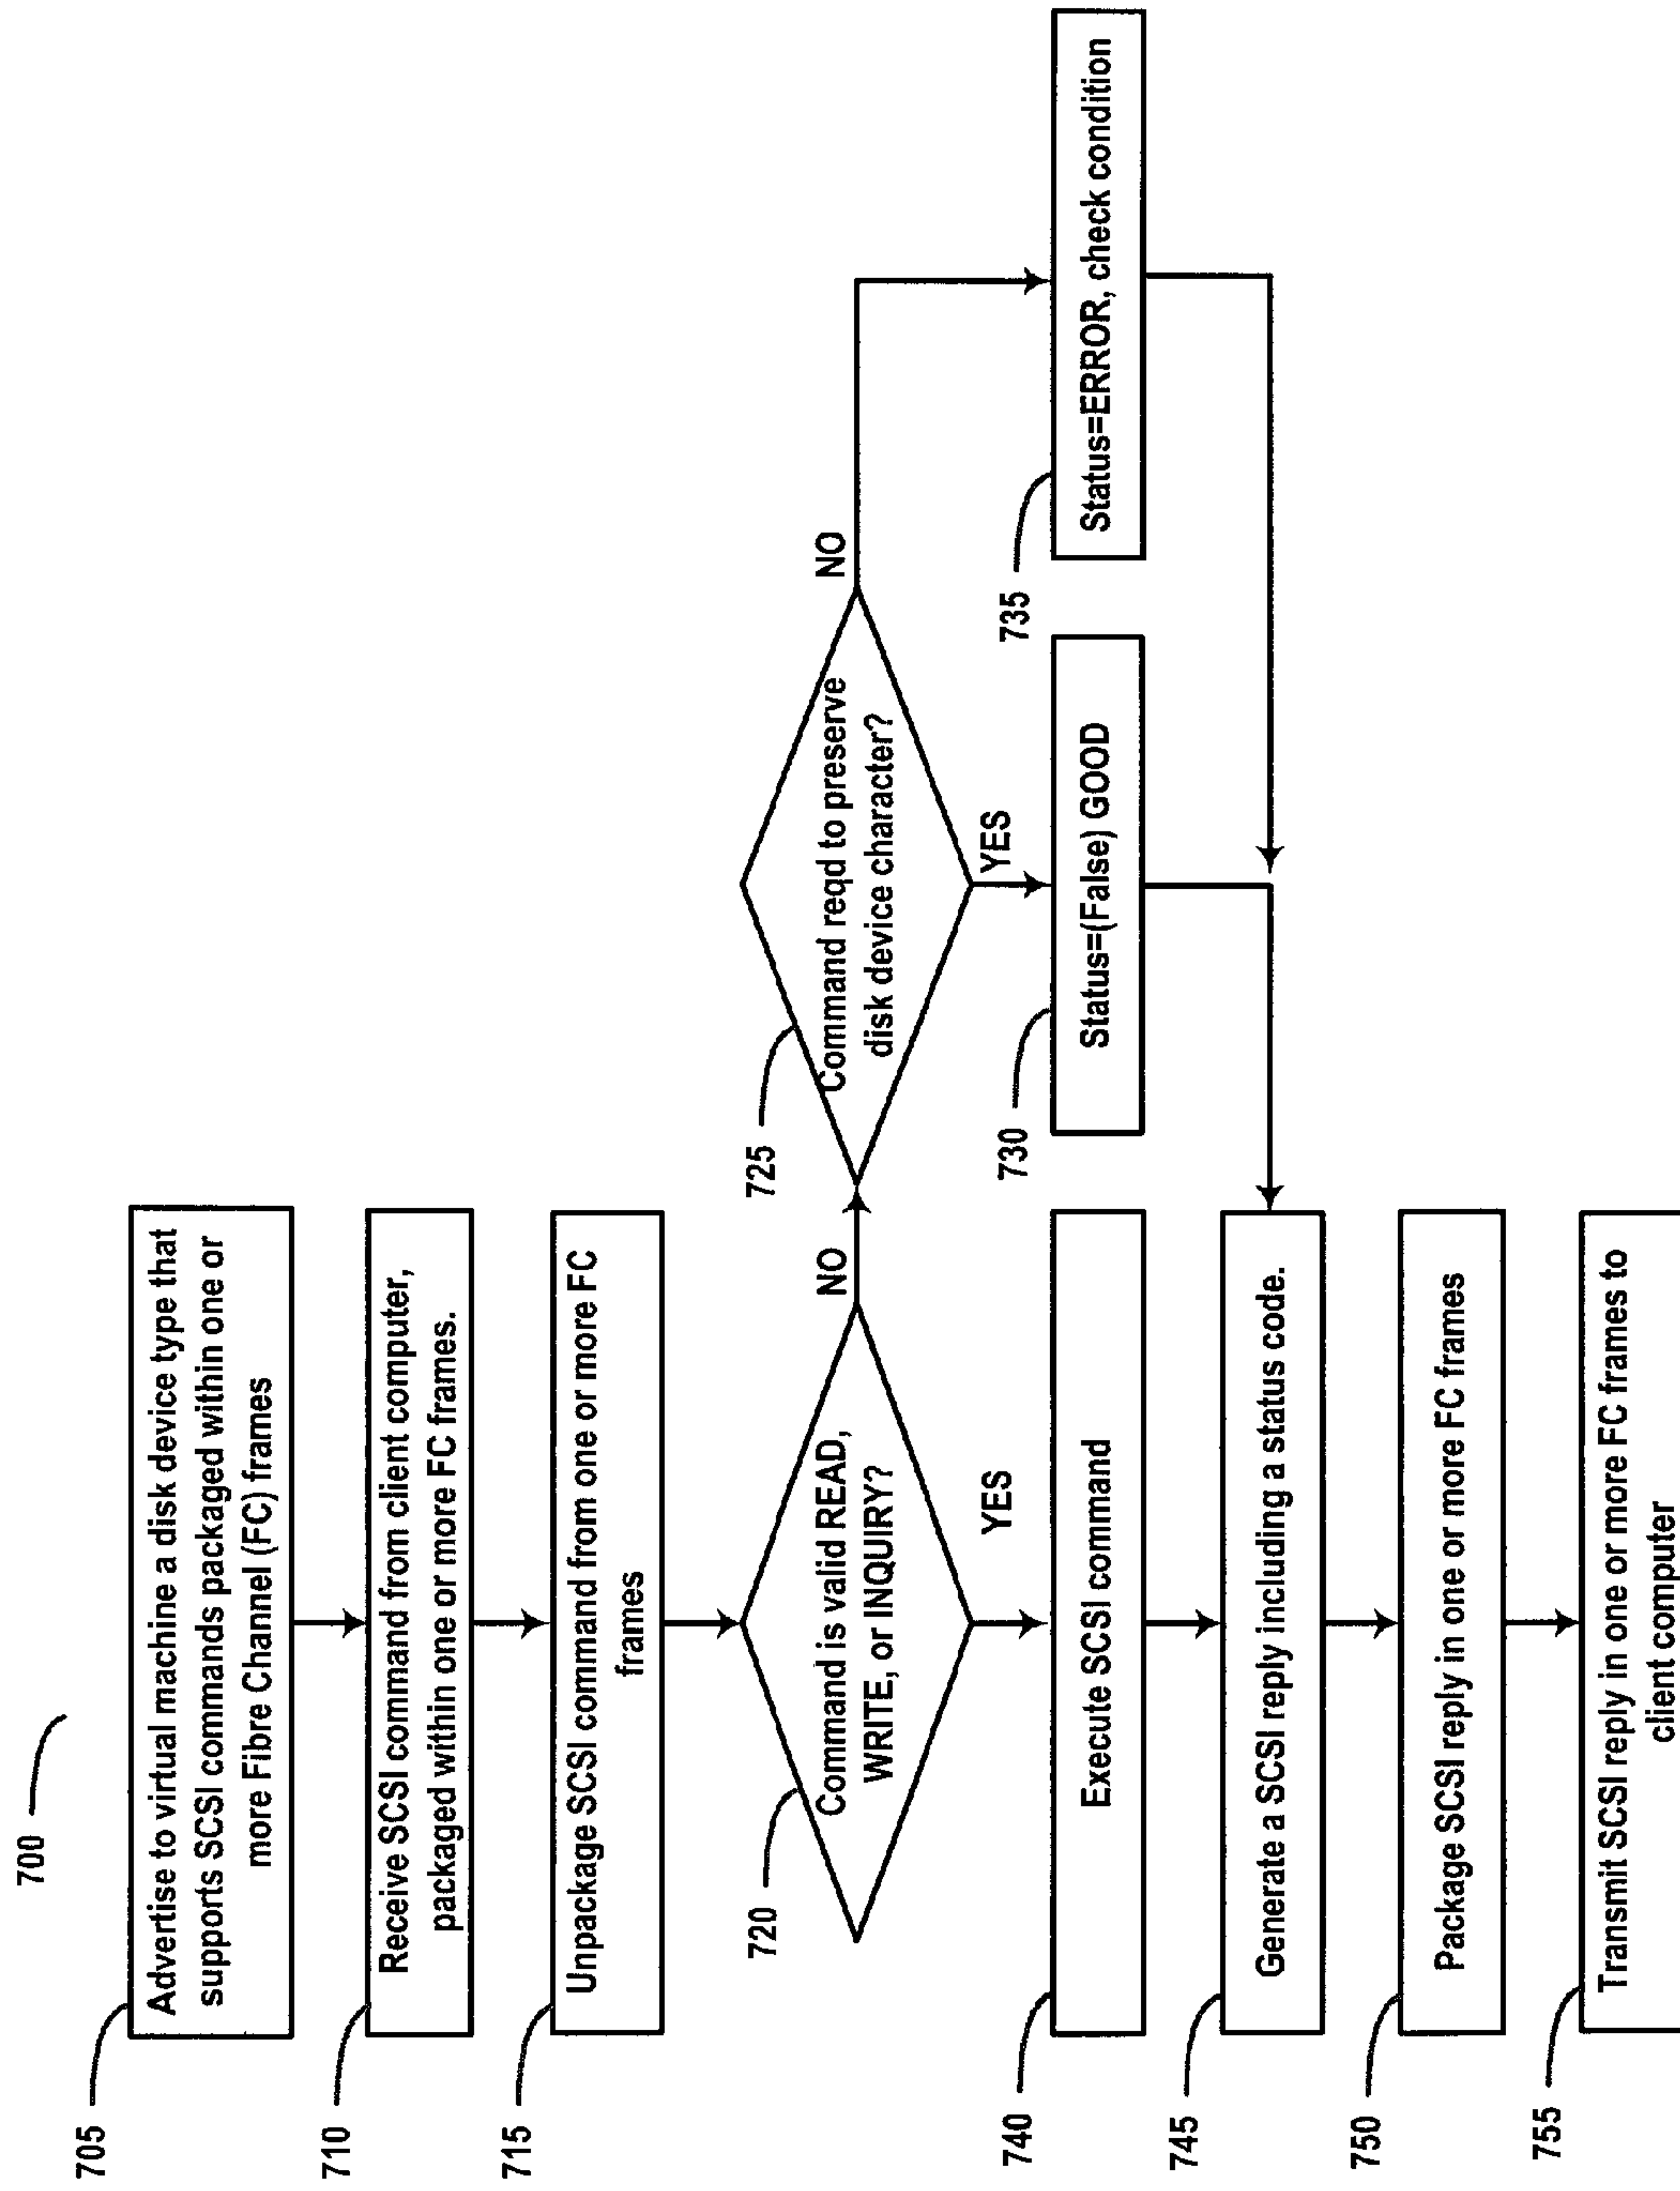 700
705
Advertise to virtual machine a disk device type that
supports SCSI commands packaged within one or
more Fibre Channel (FC) frames
710
Receive SCSI command from client computer,
packaged within one or more FC frames.
715
Unpackage SCSI command from one or more FC
frames
720
Command is valid READ,
WRITE, or INQUIRY?
NO
YES
725
Command reqd to preserve
disk device character?
NO
YES
730
Status=(False) GOOD
735
Status=ERROR, check condition
740
Execute SCSI command
745
Generate a SCSI reply including a status code.
750
Package SCSI reply in one or more FC frames
755
Transmit SCSI reply in one or more FC frames to
client computer